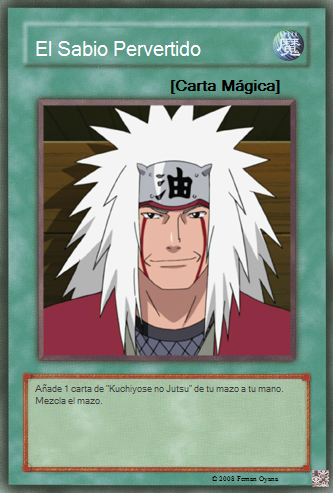 El Sabio Pervertido
魔
[Carta Mágica]
油
Añade 1 carta de "Kuchiyose no Jutsu" de tu mazo a tu mano.
Mezcla el mazo.
© 2008 Ferran Oyana